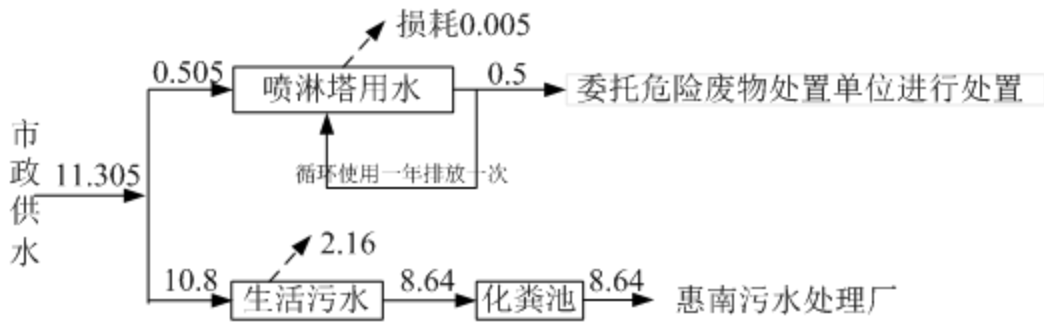 损耗0.005
0.505
喷淋塔用水
0.5
委托危险废物处置单位进行处置
循环使用一年排放一次
市政供水
11.305
2.16
10.8
生活污水
8.64
化粪池
8.64
惠南污水处理厂